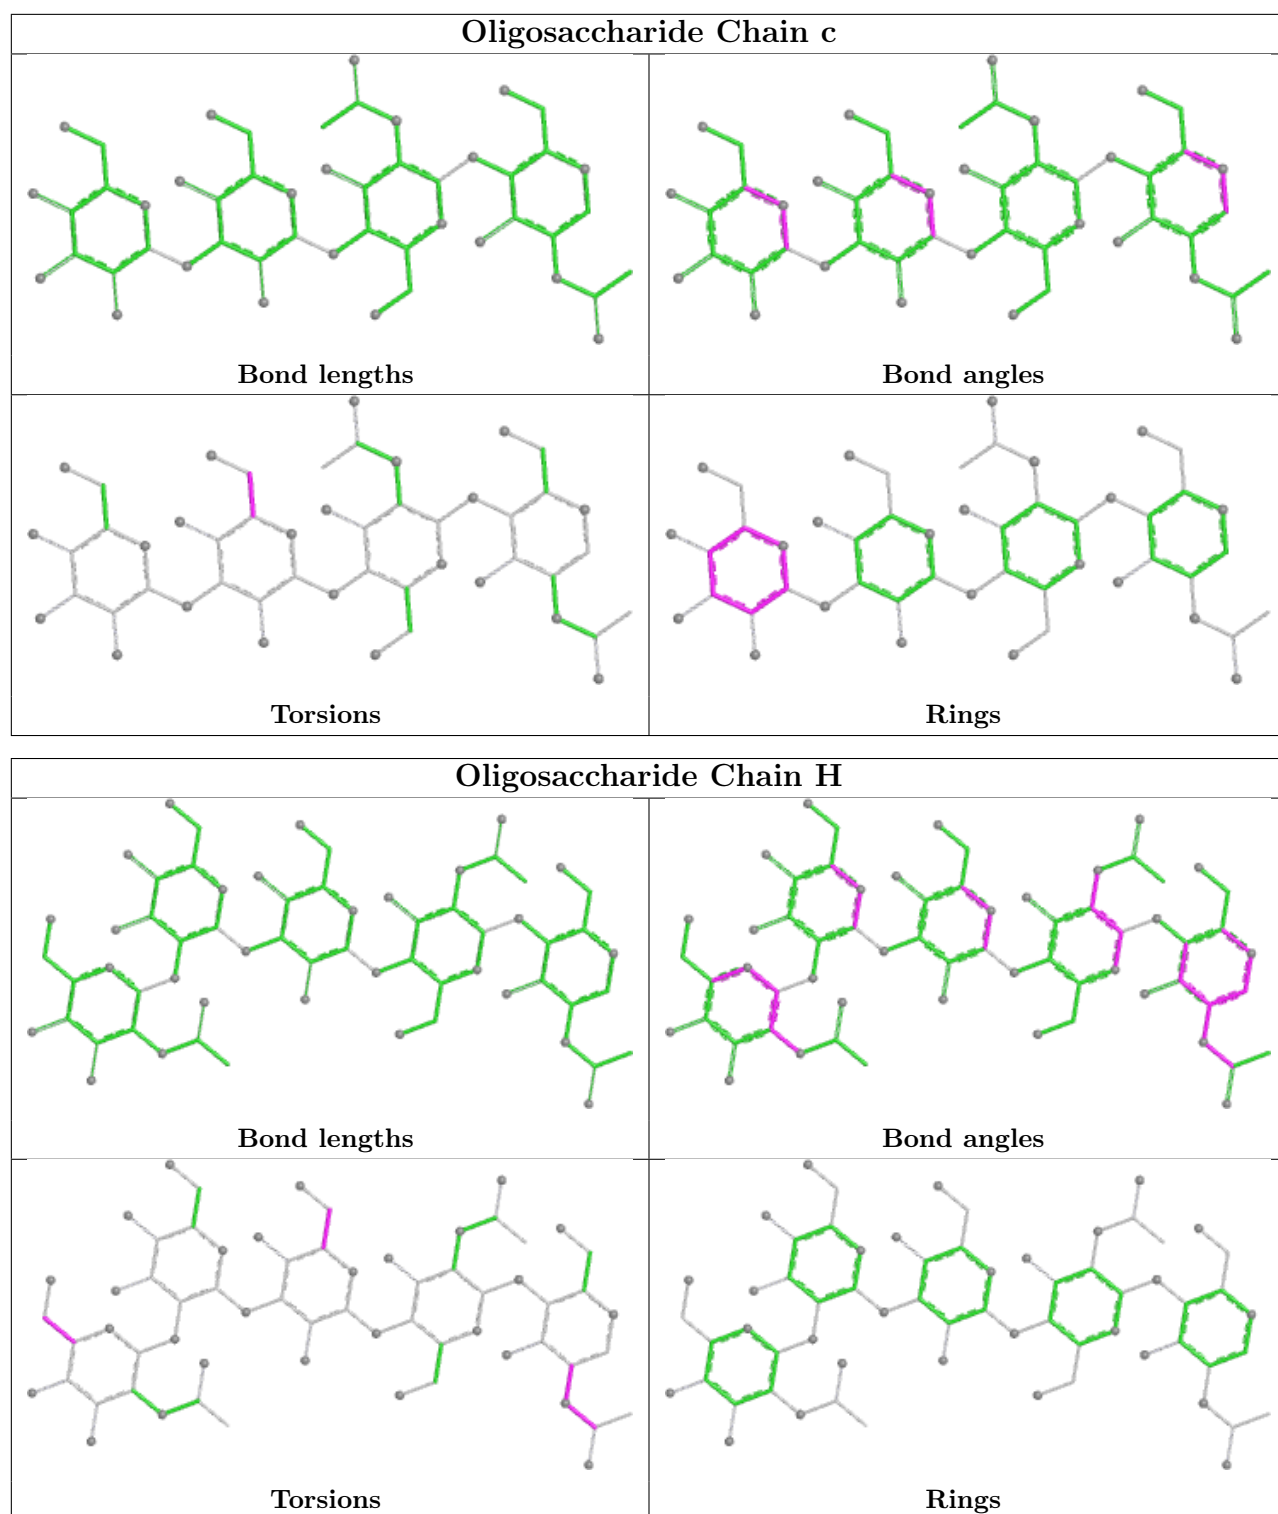 Oligosaccharide Chain c
Bond lengths
Bond angles
Torsions
Rings
Oligosaccharide Chain H
Bond lengths
Bond angles
Torsions
Rings